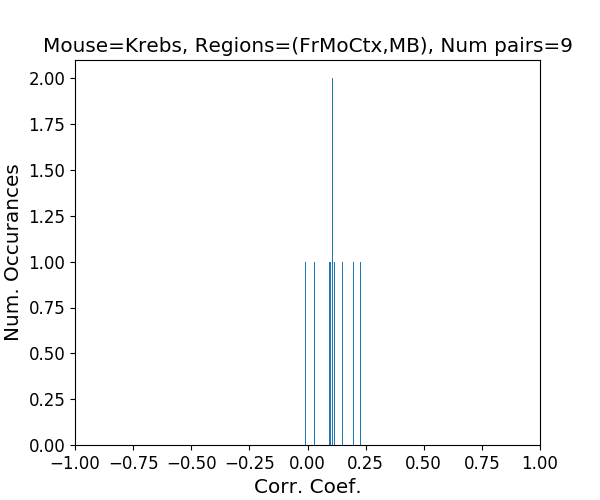 Mouse=Krebs, Regions=(FrMoCtx,MB), Num pairs=9
2.00
1.75
1.50
1.25
1.00
0.75
0.50
0.25
0.00
Num. Occurances
−1.00 −0.75 −0.50 −0.25 0.00 0.25 0.50 0.75 1.00
Corr. Coef.